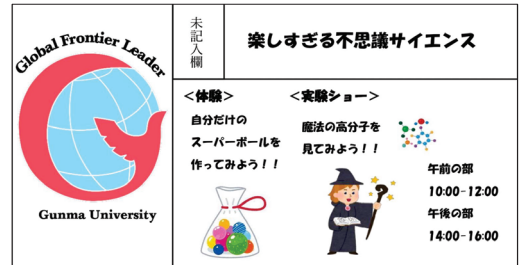 Global Frontier Leader
Gunma University
未記入欄
楽しすぎる不思議サイエンス
＜体験＞
自分だけの
スーパーボールを
作ってみよう！！
＜実験ショー＞
魔法の高分子を
見てみよう！！
午前の部
10:00-12:00
午後の部
14:00-16:00